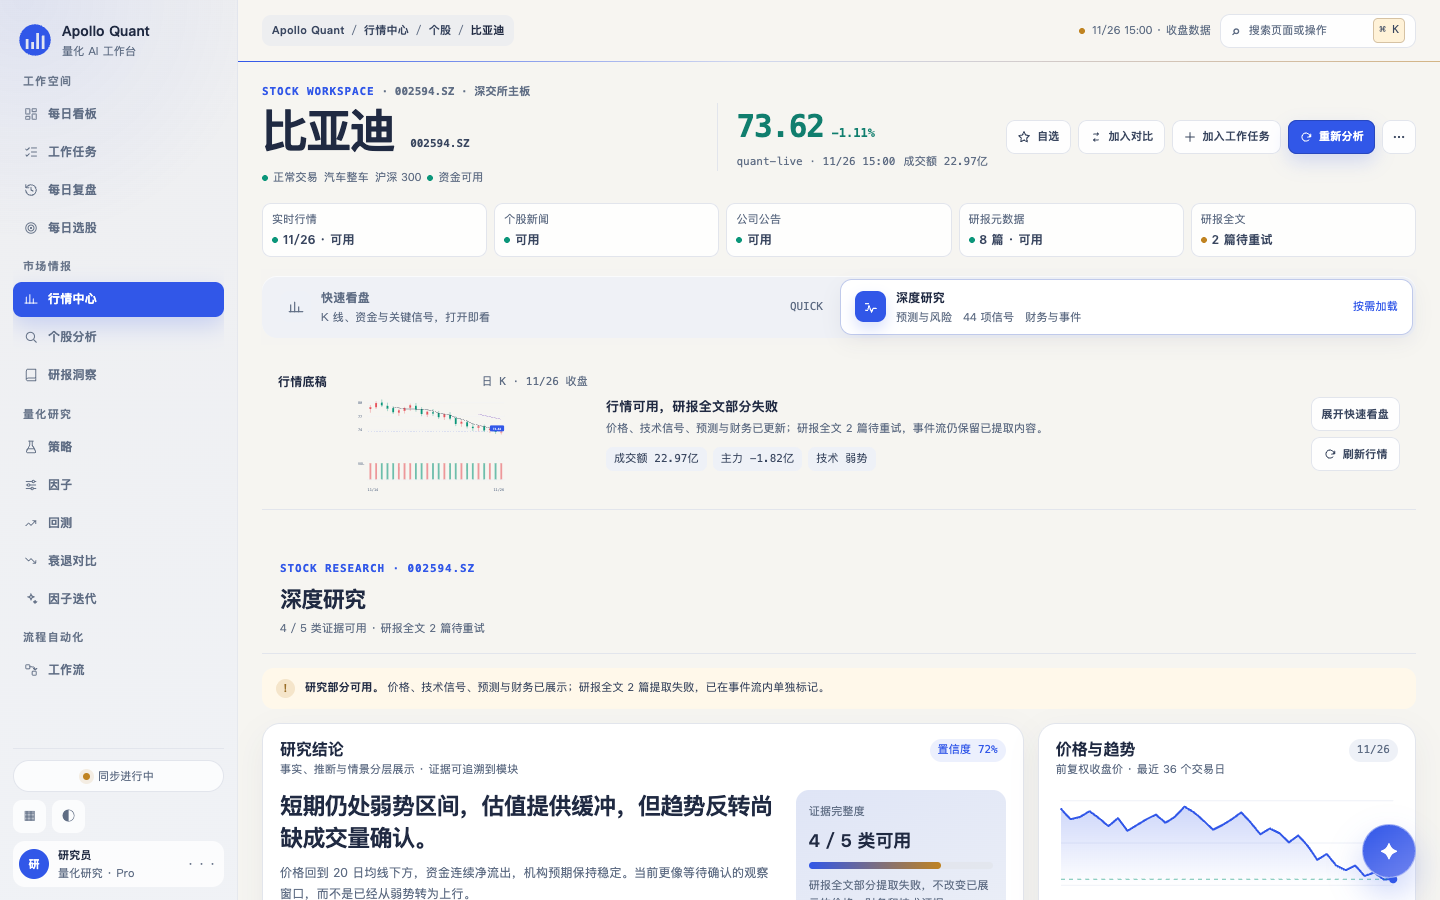 Apollo Quant
量化 AI 工作台
工作空间
每日看板
工作任务
每日复盘
每日选股
市场情报
行情中心
个股分析
研报洞察
量化研究
策略
因子
回测
衰退对比
因子迭代
流程自动化
工作流
同步进行中
研
研究员
量化研究 · Pro
Apollo Quant / 行情中心 / 个股 / 比亚迪
11/26 15:00 · 收盘数据
搜索页面或操作
⌘ K
STOCK WORKSPACE · 002594.SZ · 深交所主板
比亚迪 002594.SZ
正常交易 汽车整车 沪深 300 资金可用
73.62 −1.11%
quant-live · 11/26 15:00 成交额 22.97亿
自选
加入对比
加入工作任务
重新分析
实时行情
11/26 · 可用
个股新闻
可用
公司公告
可用
研报元数据
8 篇 · 可用
研报全文
2 篇待重试
快速看盘
K 线、资金与关键信号，打开即看
QUICK
深度研究
预测与风险 44 项信号 财务与事件
按需加载
行情底稿
日 K · 11/26 收盘
行情可用，研报全文部分失败
价格、技术信号、预测与财务已更新；研报全文 2 篇待重试，事件流仍保留已提取内容。
成交额 22.97亿
主力 −1.82亿
技术 弱势
展开快速看盘
刷新行情
STOCK RESEARCH · 002594.SZ
深度研究
4 / 5 类证据可用 · 研报全文 2 篇待重试
! 研究部分可用。 价格、技术信号、预测与财务已展示；研报全文 2 篇提取失败，已在事件流内单独标记。
研究结论
事实、推断与情景分层展示 · 证据可追溯到模块
置信度 72%
短期仍处弱势区间，估值提供缓冲，但趋势反转尚
缺成交量确认。
价格回到 20 日均线下方，资金连续净流出，机构预期保持稳定。当前更像等待确认的观察
窗口，而不是已经从弱势转为上行。
证据完整度
4 / 5 类可用
研报全文部分提取失败，不改变已展
价格与趋势
前复权收盘价 · 最近 36 个交易日
11/26